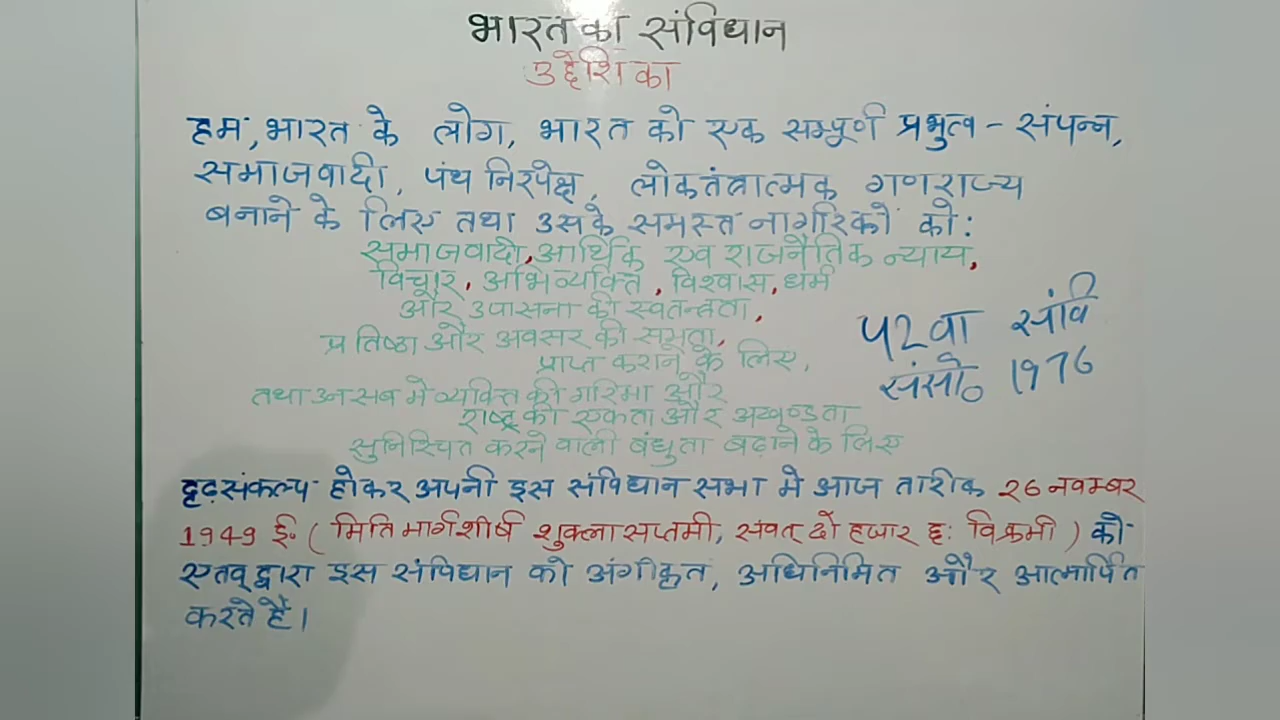 भारत का संविधान
उद्देशिका
हम, भारत के लोग, भारत को एक सम्पूर्ण प्रभुत्व - संपन्न,
समाजवादी, पंथ निरपेक्ष, लोकतंत्रात्मक गणराज्य
बनाने के लिए तथा उसके समस्त नागरिकों को:
समाजवादी, आर्थिक एव राजनैतिक न्याय,
विचार, अभिव्यक्ति, विश्वास, धर्म
और उपासना की स्वतन्त्रता,
प्रतिष्ठा और अवसर की समता,
प्राप्त कराने के लिए,
तथा उन सब मे व्यक्ति की गरिमा और
राष्ट्र की एकता और अखण्डता
सुनिश्चित करने वाली बंधुता बढ़ाने के लिए
दृढ़संकल्प होकर अपनी इस संविधान सभा मे आज तारीक 26 नवम्बर
1949 ई. ( मिति मार्गशीर्ष शुक्ला सप्तमी, संवत् दो हजार छ: विक्रमी ) को
एतद् द्वारा इस संविधान को अंगीकृत, अधिनिमित और आत्मार्पित
करते हैं।
42वा सांवि
संसो० 1976